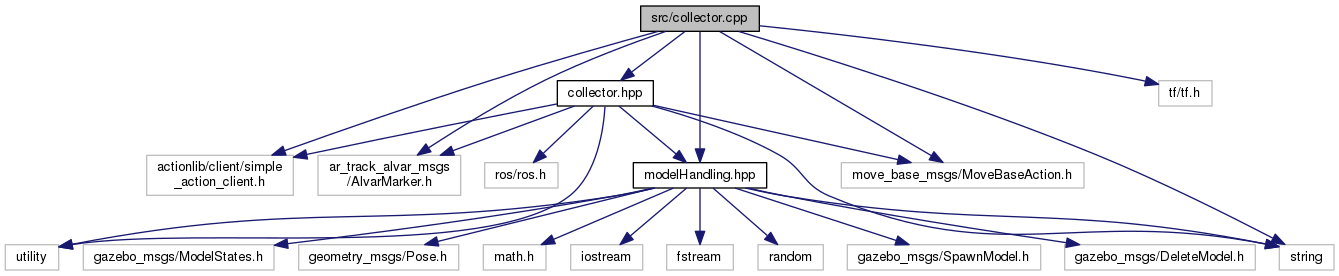 src/collector.cpp
collector.hpp
tf/tf.h
actionlib/client/simple
_action_client.h
ar_track_alvar_msgs
/AlvarMarker.h
ros/ros.h
modelHandling.hpp
move_base_msgs/MoveBaseAction.h
utility
gazebo_msgs/ModelStates.h
geometry_msgs/Pose.h
math.h
iostream
fstream
random
gazebo_msgs/SpawnModel.h
gazebo_msgs/DeleteModel.h
string